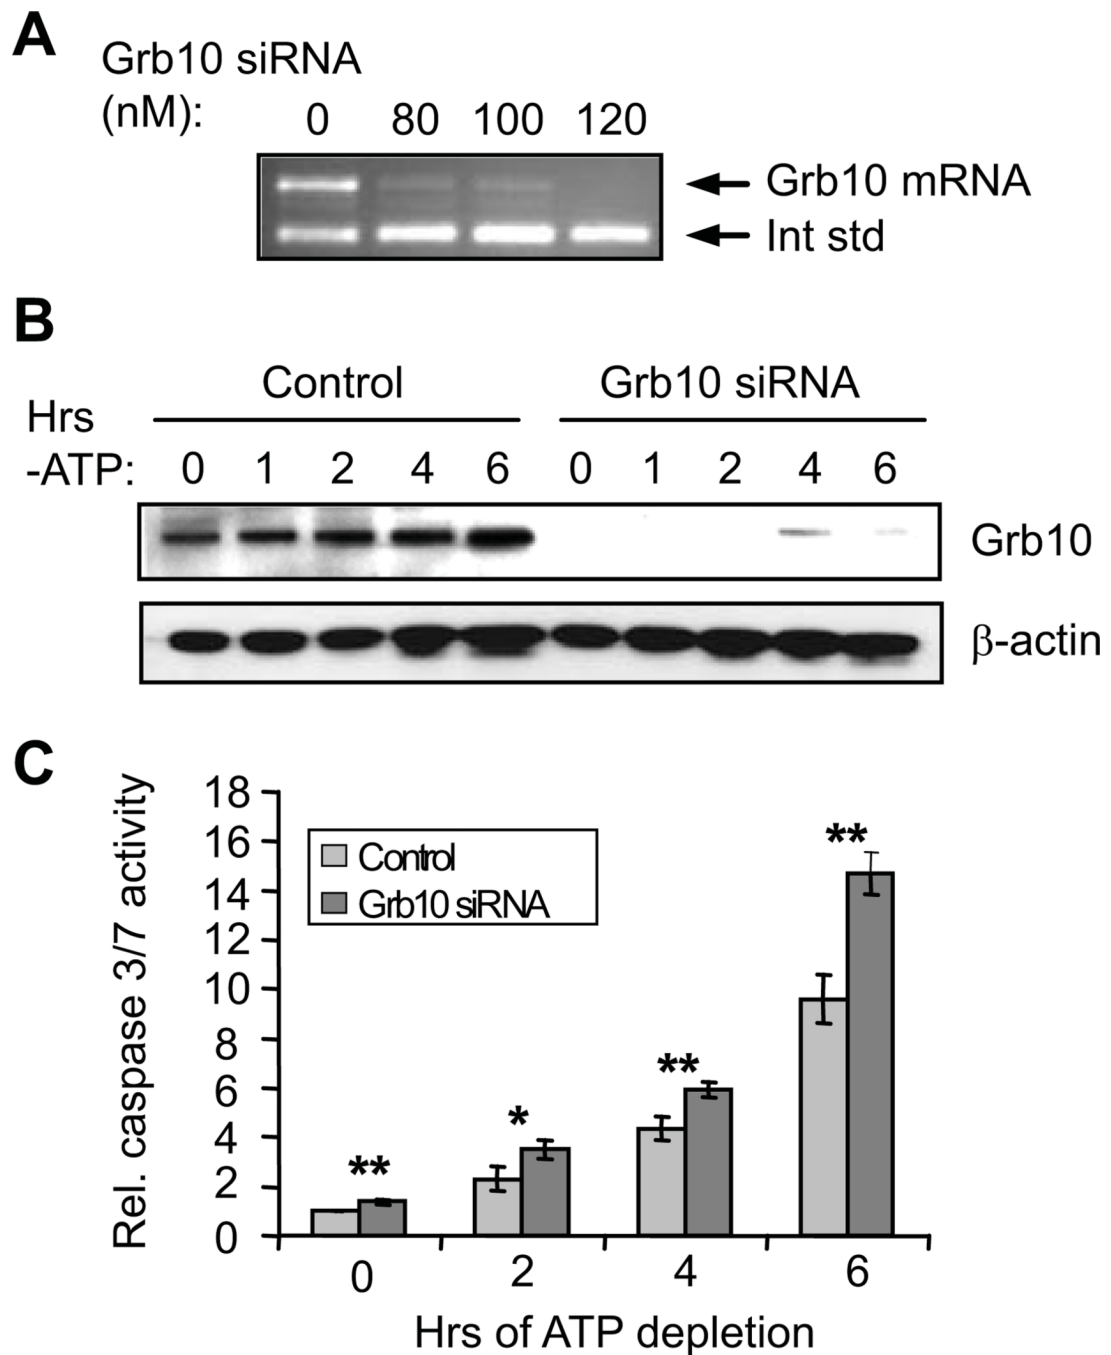 A
Grb10 siRNA
(nM): 0 80 100 120
Grb10 mRNA
Int std
B
Control Grb10 siRNA
Hrs
-ATP: 0 1 2 4 6 0 1 2 4 6
Grb10
β-actin
C
Rel. caspase 3/7 activity
18
16
14
12
10
8
6
4
2
0
Control
Grb10 siRNA
**
*
**
**
0 2 4 6
Hrs of ATP depletion